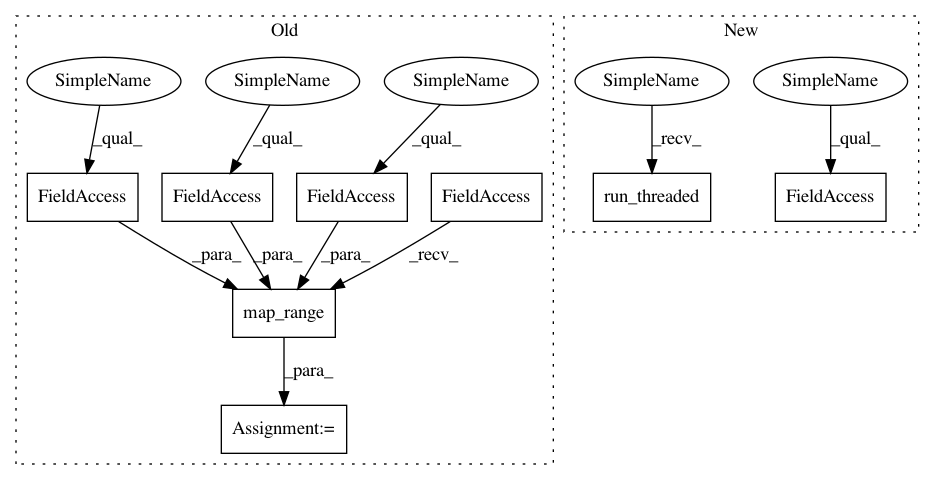 Old
New
SimpleName
SimpleName
SimpleName
SimpleName
SimpleName
_qual_
_qual_
_qual_
_recv_
_qual_
FieldAccess
FieldAccess
FieldAccess
FieldAccess
run_threaded
FieldAccess
_para_
_para_
_para_
_recv_
map_range
_para_
Assignment:=